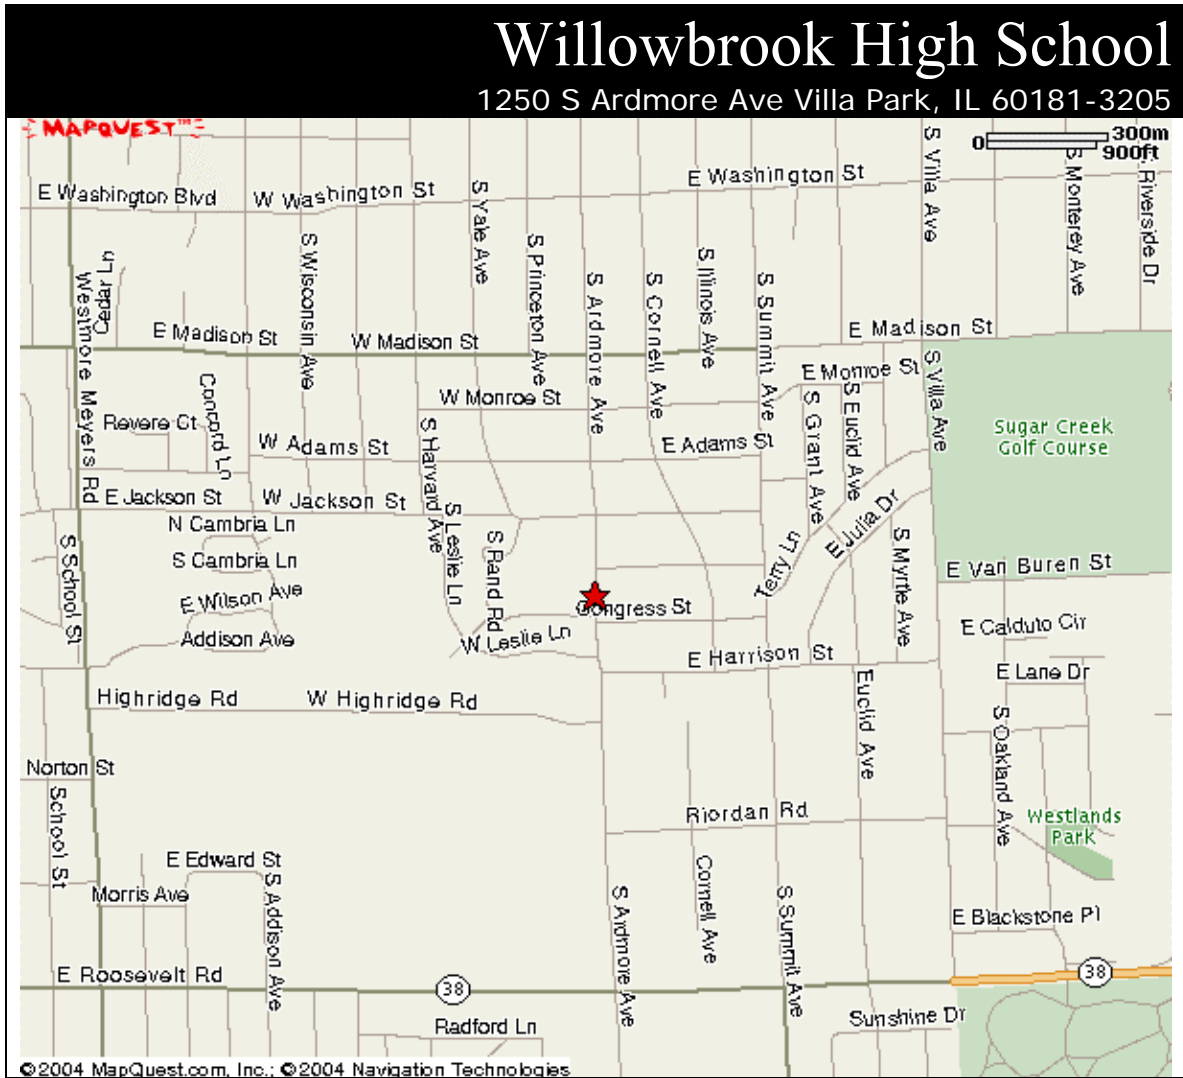 Willowbrook High School
1250 S Ardmore Ave Villa Park, IL 60181-3205
MAPQUEST™
0
300m
900ft
E Washington Blvd
W Washington St
E Washington St
S Villa Ave
S Monterey Ave
Riverside Dr
S Yale Ave
S Wisconsin Ave
S Princeton Ave
S Ardmore Ave
S Cornell Ave
S Illinois Ave
S Summit Ave
Cedar Ln
Westmore Meyers Rd
E Madison St
W Madison St
E Madison St
S Villa Ave
E Monroe St
W Monroe St
Concord Ln
Revere Ct
S Grant Ave
S Euclid Ave
Sugar Creek
Golf Course
S Harvard Ave
W Adams St
E Adams St
E Jackson St
W Jackson St
E Julia Dr
N Cambria Ln
S Leslie Ln
S Rand Rd
S School St
S Cambria Ln
Terry Ln
S Myrtle Ave
E Van Buren St
E Wilson Ave
Congress St
Addison Ave
W Leslie Ln
E Calduto Cir
E Harrison St
E Lane Dr
Highridge Rd
W Highridge Rd
Euclid Ave
S Oakland Ave
Norton St
School St
Riordan Rd
Westlands
Park
E Edward St
Morris Ave
S Addison Ave
S Ardmore Ave
Cornell Ave
S Summit Ave
E Blackstone Pl
E Roosevelt Rd
38
38
Radford Ln
Sunshine Dr
©2004 MapQuest.com, Inc.; ©2004 Navigation Technologies